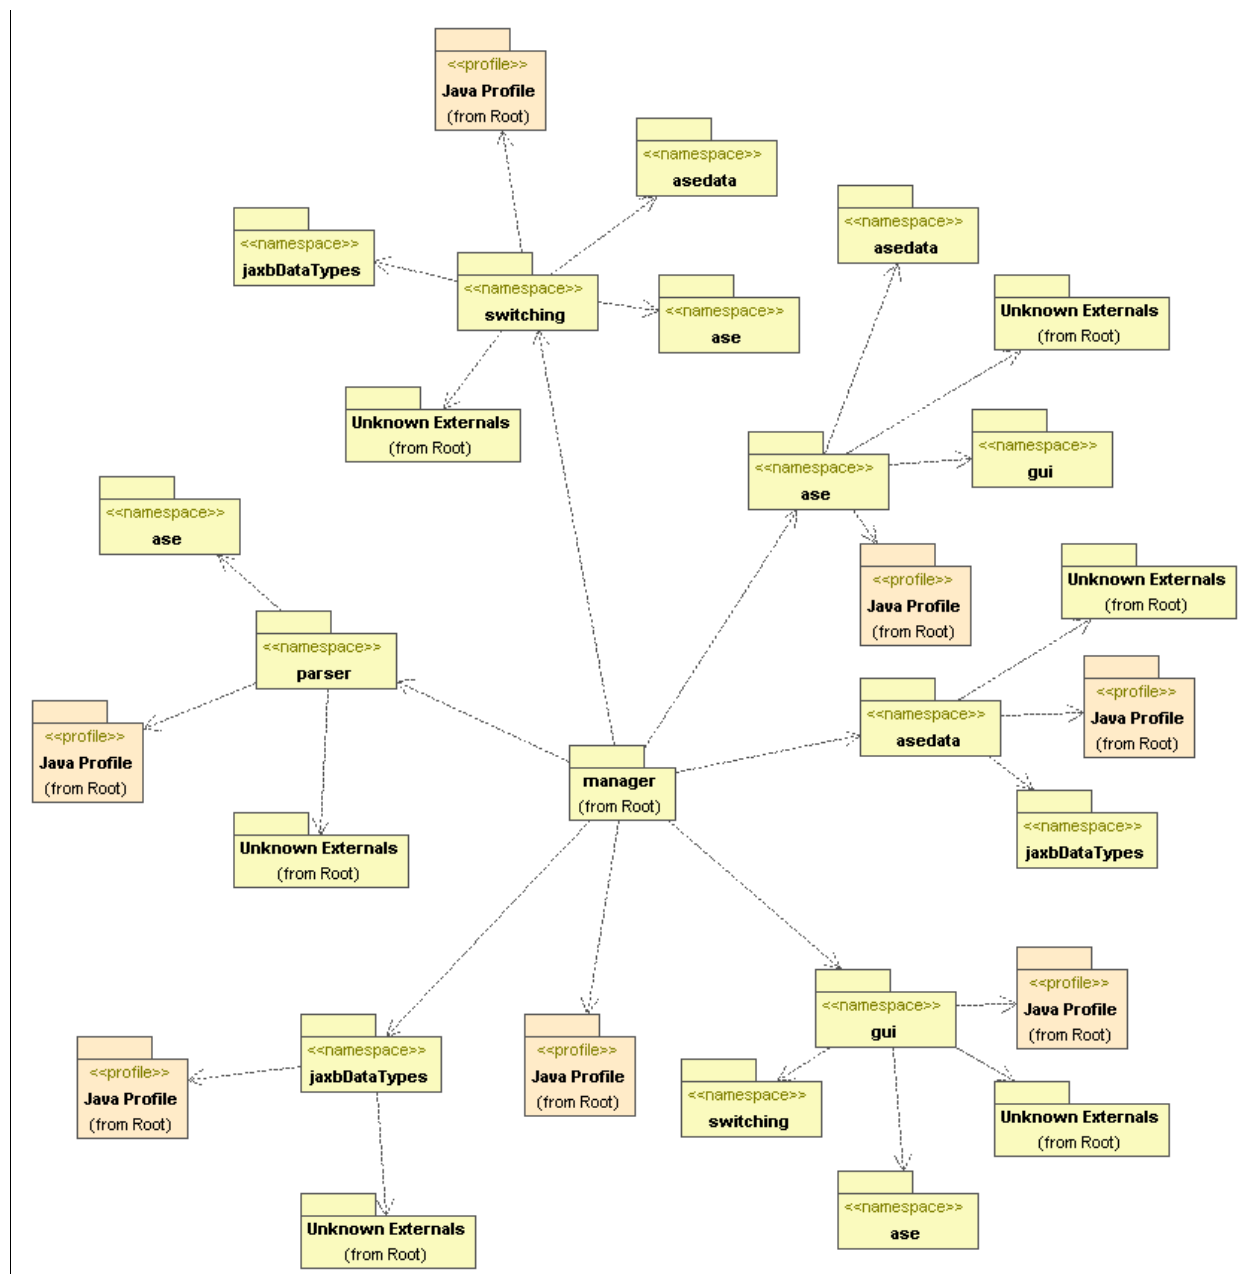 <<profile>>
Java Profile
(from Root)
<<namespace>>
asedata
<<namespace>>
asedata
<<namespace>>
jaxbDataTypes
<<namespace>>
switching
<<namespace>>
ase
Unknown Externals
(from Root)
Unknown Externals
(from Root)
<<namespace>>
gui
<<namespace>>
ase
<<namespace>>
ase
<<profile>>
Java Profile
(from Root)
Unknown Externals
(from Root)
<<namespace>>
parser
<<profile>>
Java Profile
(from Root)
<<namespace>>
asedata
<<profile>>
Java Profile
(from Root)
manager
(from Root)
<<namespace>>
jaxbDataTypes
Unknown Externals
(from Root)
<<profile>>
Java Profile
(from Root)
<<namespace>>
gui
<<namespace>>
jaxbDataTypes
<<profile>>
Java Profile
(from Root)
<<profile>>
Java Profile
(from Root)
<<namespace>>
switching
Unknown Externals
(from Root)
<<namespace>>
ase
Unknown Externals
(from Root)